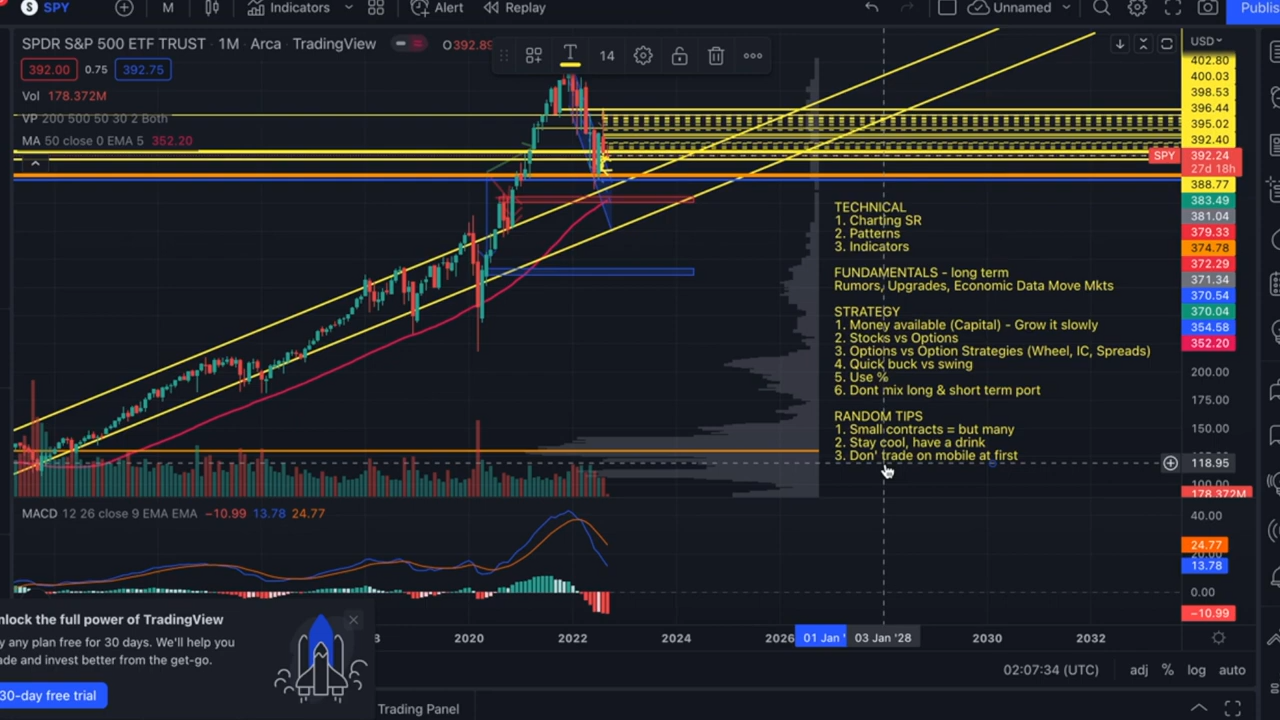 S SPY
M
Indicators
Alert
Replay
Unnamed
Publis
SPDR S&P 500 ETF TRUST · 1M · Arca · TradingView
O392.89
14
USD
392.00 0.75 392.75
Vol 178.372M
VP 200 500 50 30 2 Both
MA 50 close 0 EMA 5 352.20
402.80
400.03
398.53
396.44
395.02
392.40
SPY 392.24
27d 18h
388.77
383.49
381.04
379.33
374.78
372.29
371.34
370.54
370.04
354.58
352.20
200.00
175.00
150.00
118.95
100.00
178.372M
TECHNICAL
1. Charting SR
2. Patterns
3. Indicators
FUNDAMENTALS - long term
Rumors, Upgrades, Economic Data Move Mkts
STRATEGY
1. Money available (Capital) - Grow it slowly
2. Stocks vs Options
3. Options vs Option Strategies (Wheel, IC, Spreads)
4. Quick buck vs swing
5. Use %
6. Dont mix long & short term port
RANDOM TIPS
1. Small contracts = but many
2. Stay cool, have a drink
3. Don' trade on mobile at first
MACD 12 26 close 9 EMA EMA −10.99 13.78 24.77
40.00
24.77
13.78
0.00
−10.99
nlock the full power of TradingView
y any plan free for 30 days. We'll help you
ade and invest better from the get-go.
30-day free trial
8 2020 2022 2024 2026 01 Jan ' 03 Jan '28 2030 2032
02:07:34 (UTC) adj % log auto
Trading Panel